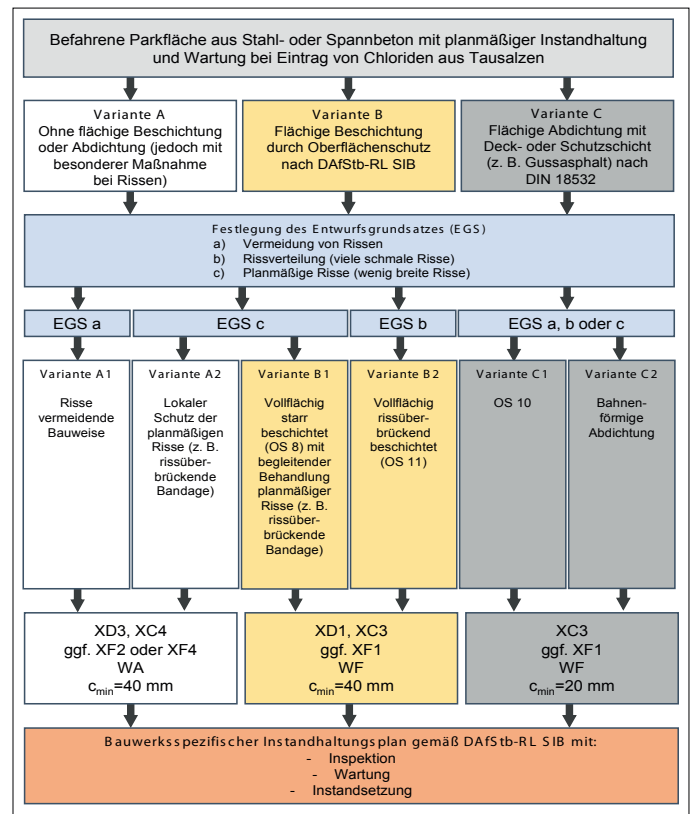 Befahrene Parkfläche aus Stahl- oder Spannbeton mit planmäßiger Instandhaltung
und Wartung bei Eintrag von Chloriden aus Tausalzen
Variante A
Ohne flächige Beschichtung
oder Abdichtung (jedoch mit
besonderer Maßnahme
bei Rissen)
Variante B
Flächige Beschichtung
durch Oberflächenschutz
nach DAfStb-RL SIB
Variante C
Flächige Abdichtung mit
Deck- oder Schutzschicht
(z. B. Gussasphalt) nach
DIN 18532
Festlegung des Entwurfsgrundsatzes (EGS)
a) Vermeidung von Rissen
b) Rissverteilung (viele schmale Risse)
c) Planmäßige Risse (wenig breite Risse)
EGS a
EGS c
EGS b
EGS a, b oder c
Variante A1
Risse
vermeidende
Bauweise
Variante A2
Lokaler
Schutz der
planmäßigen
Risse (z. B.
rissüber-
brückende
Bandage)
Variante B1
Vollflächig
starr
beschichtet
(OS 8) mit
begleitender
Behandlung
planmäßiger
Risse (z. B.
rissüber-
brückende
Bandage)
Variante B2
Vollflächig
rissüber-
brückend
beschichtet
(OS 11)
Variante C1
OS 10
Variante C2
Bahnen-
förmige
Abdichtung
XD3, XC4
ggf. XF2 oder XF4
WA
cmin=40 mm
XD1, XC3
ggf. XF1
WF
cmin=40 mm
XC3
ggf. XF1
WF
cmin=20 mm
Bauwerksspezifischer Instandhaltungsplan gemäß DAfStb-RL SIB mit:
- Inspektion
- Wartung
- Instandsetzung